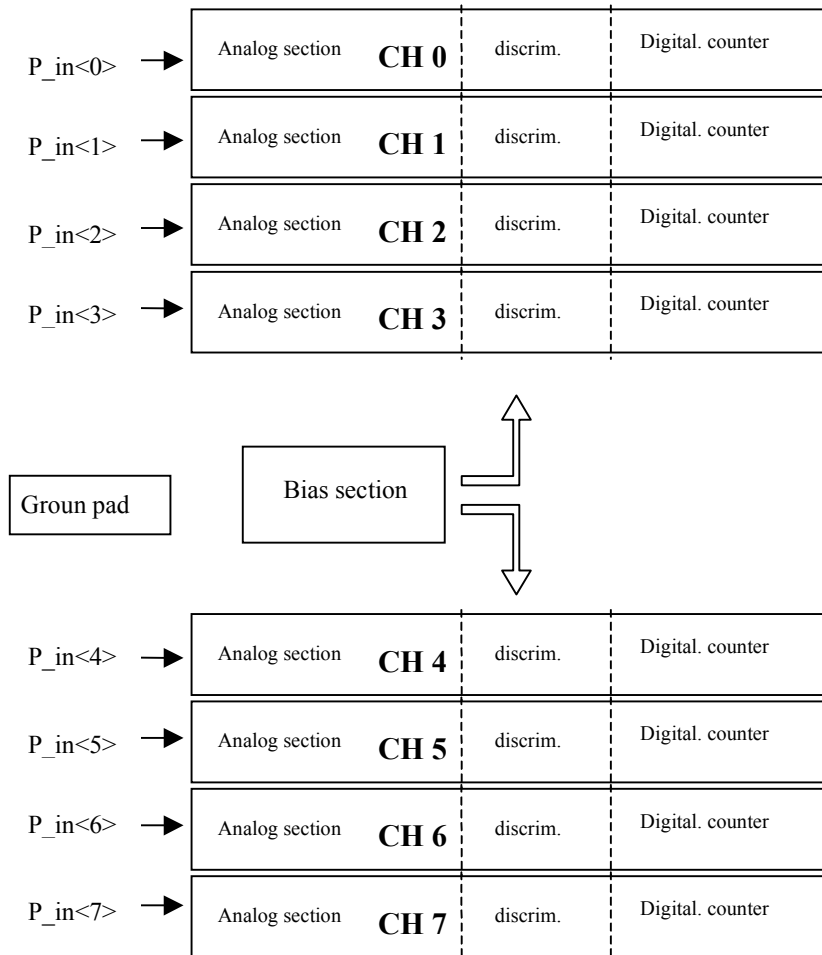 P_in<0> Analog section CH 0 discrim. Digital. counter
P_in<1> Analog section CH 1 discrim. Digital. counter
P_in<2> Analog section CH 2 discrim. Digital. counter
P_in<3> Analog section CH 3 discrim. Digital. counter
Groun pad Bias section
P_in<4> Analog section CH 4 discrim. Digital. counter
P_in<5> Analog section CH 5 discrim. Digital. counter
P_in<6> Analog section CH 6 discrim. Digital. counter
P_in<7> Analog section CH 7 discrim. Digital. counter